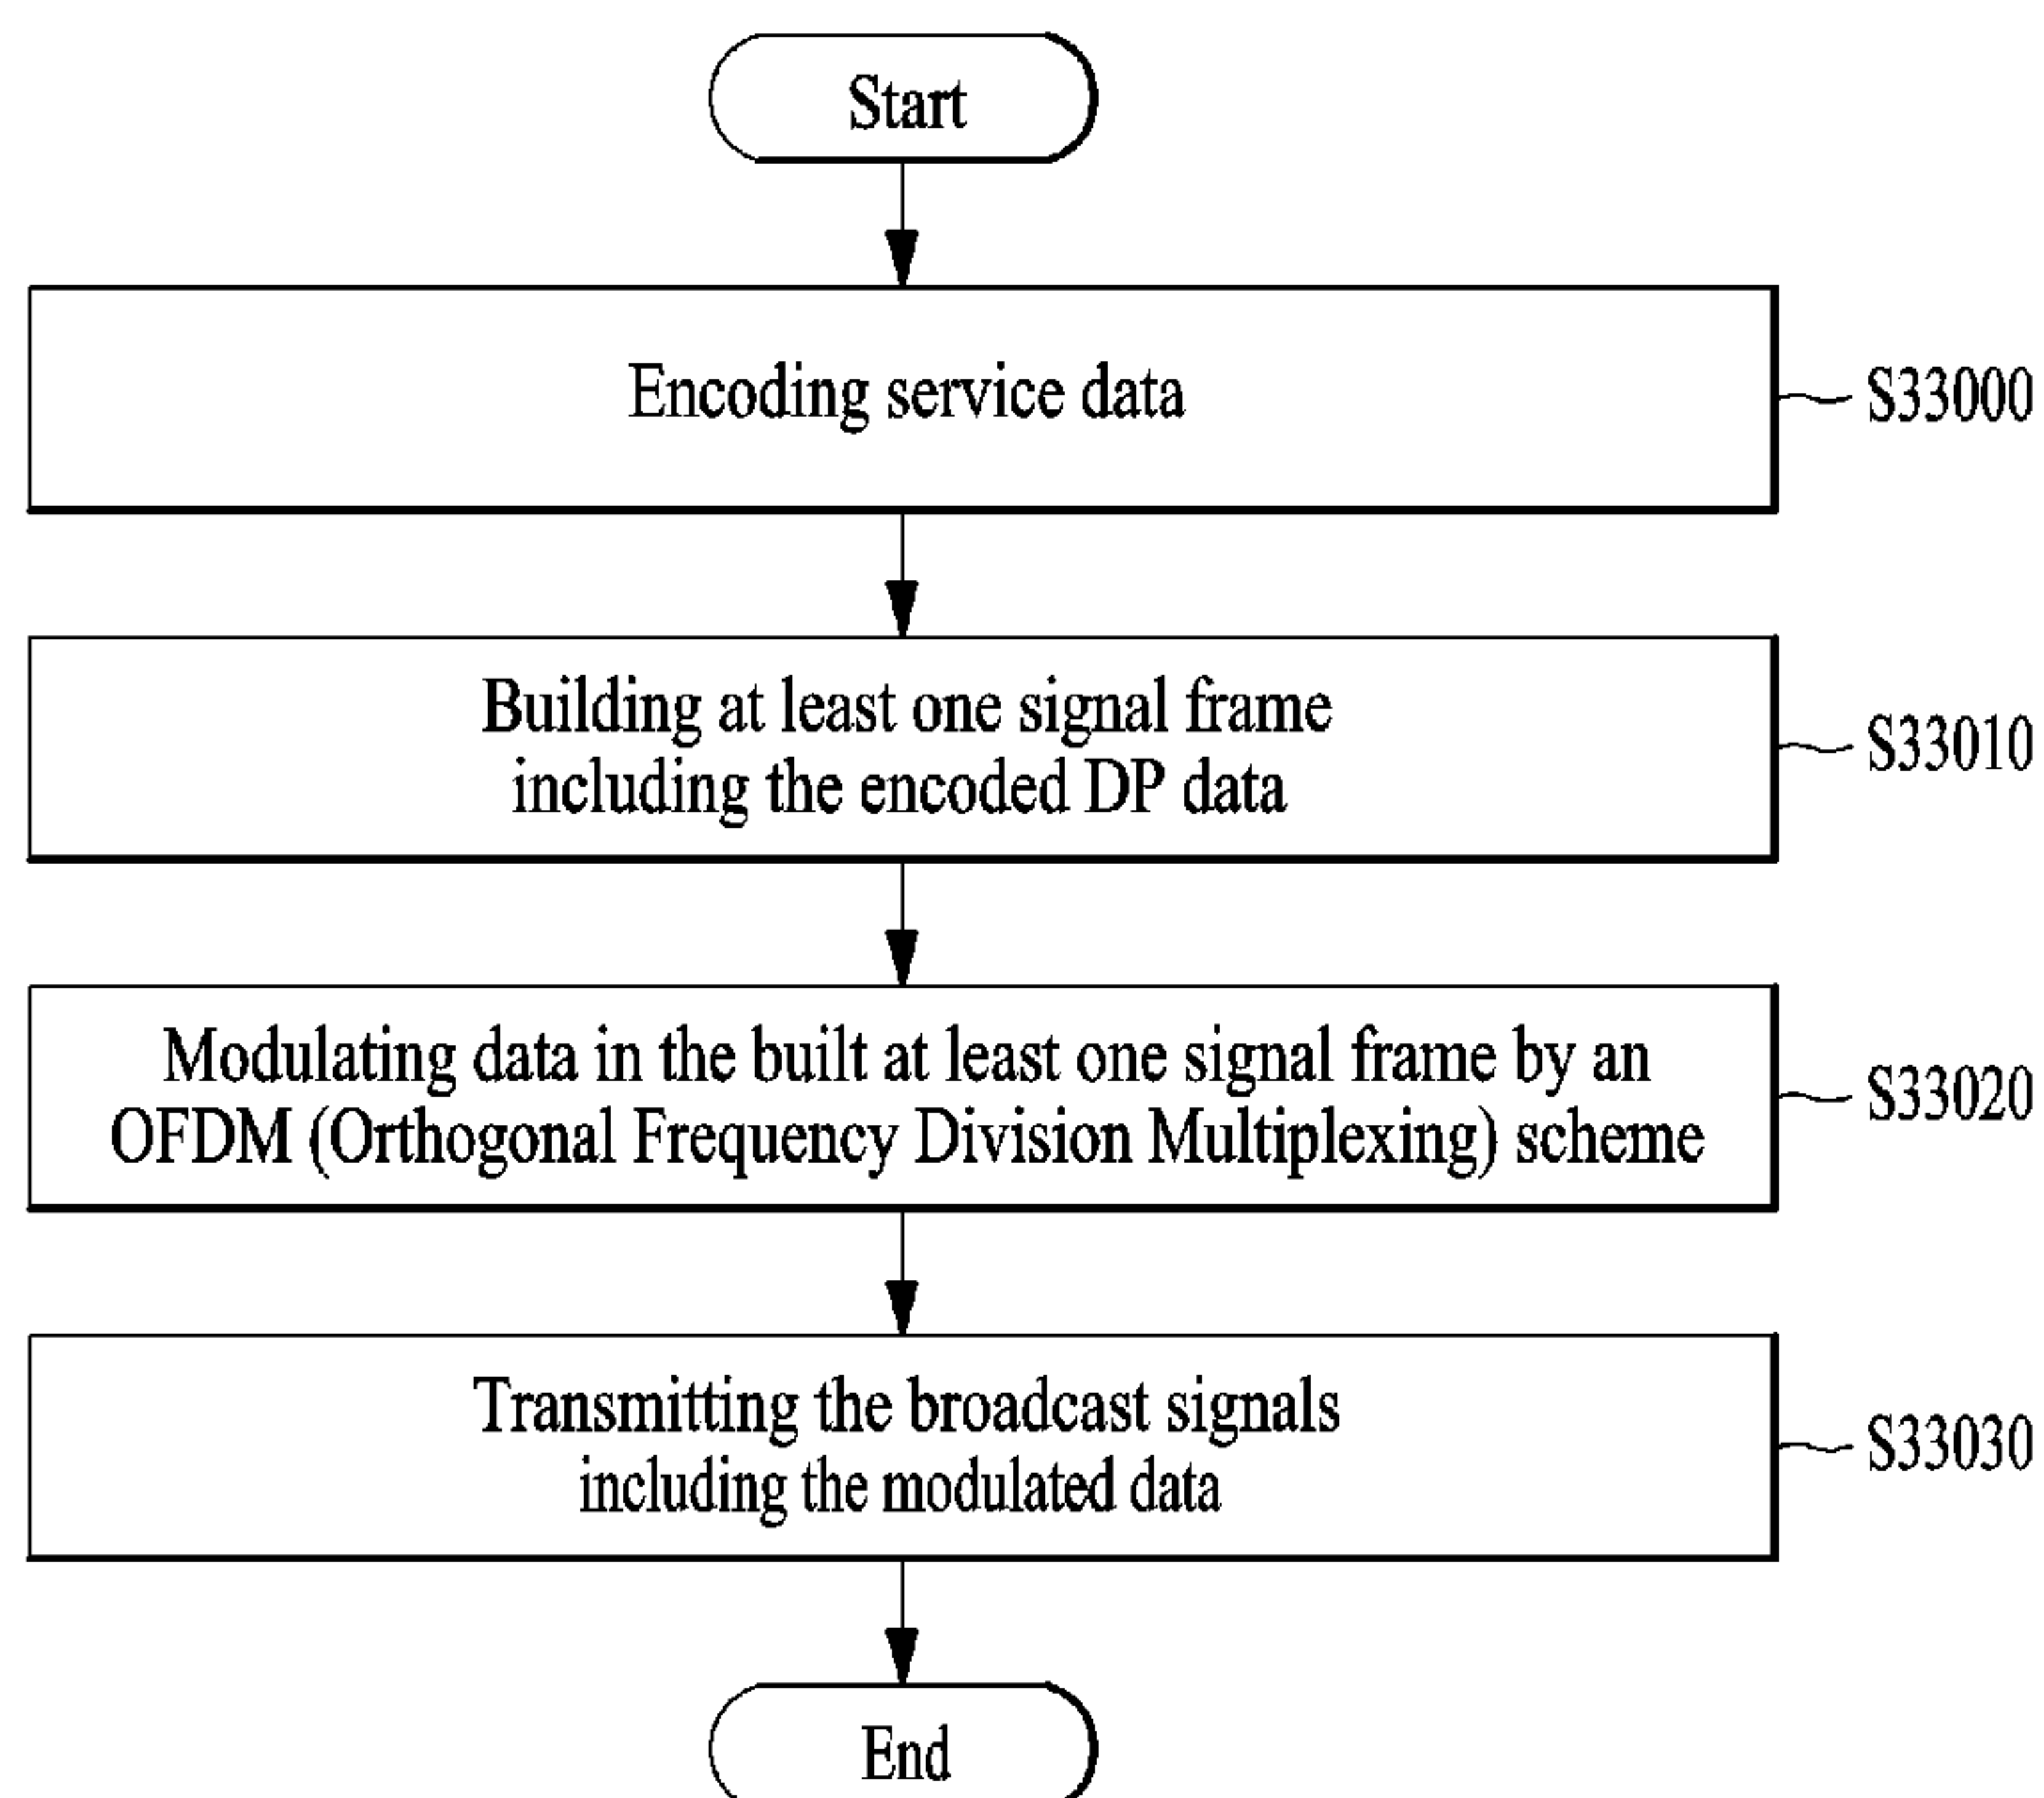 Start
Encoding service data
S33000
Building at least one signal frame
including the encoded DP data
S33010
Modulating data in the built at least one signal frame by an
OFDM (Orthogonal Frequency Division Multiplexing) scheme
S33020
Transmitting the broadcast signals
including the modulated data
S33030
End